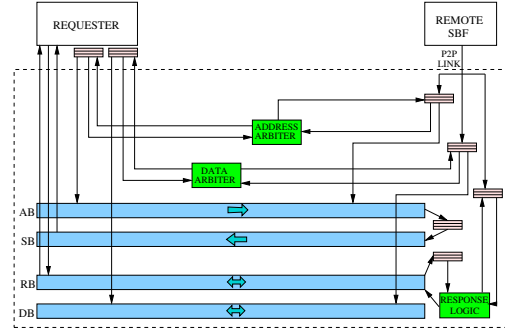 REQUESTER
REMOTE
SBF
P2P
LINK
ADDRESS
ARBITER
DATA
ARBITER
AB
SB
RB
RESPONSE
LOGIC
DB